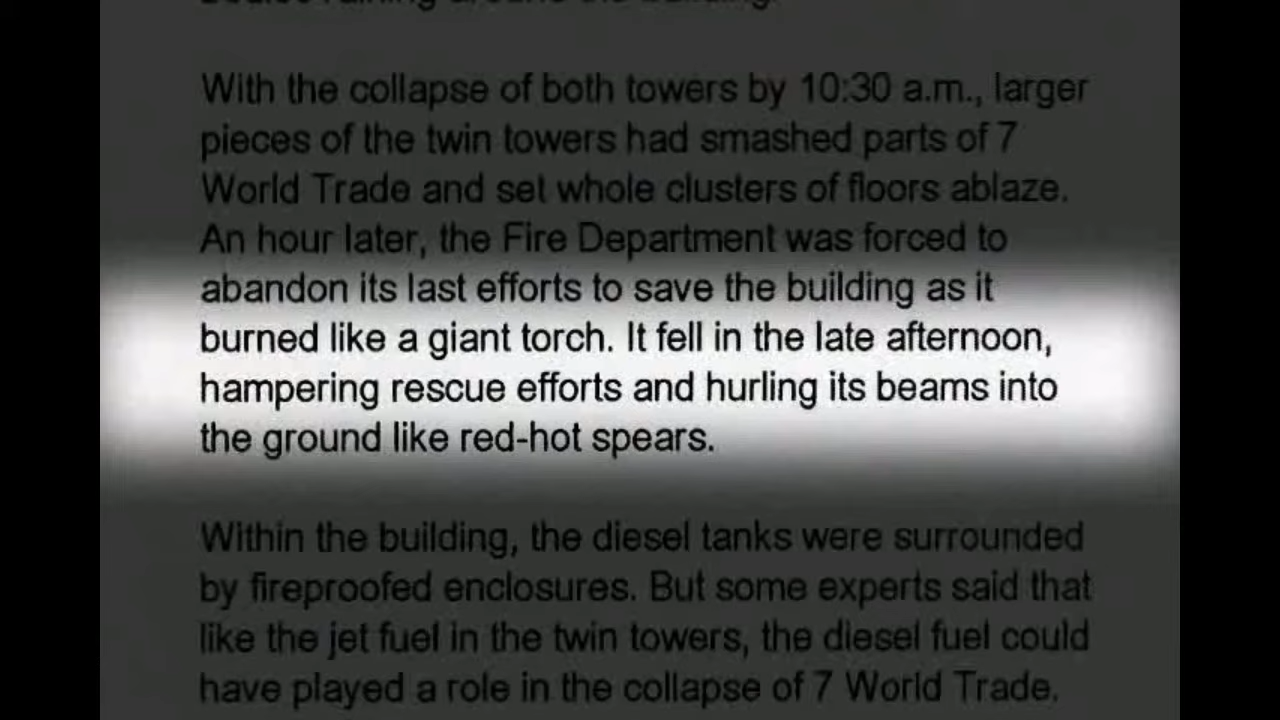 around the building.
With the collapse of both towers by 10:30 a.m., larger
pieces of the twin towers had smashed parts of 7
World Trade and set whole clusters of floors ablaze.
An hour later, the Fire Department was forced to
abandon its last efforts to save the building as it
burned like a giant torch. It fell in the late afternoon,
hampering rescue efforts and hurling its beams into
the ground like red-hot spears.
Within the building, the diesel tanks were surrounded
by fireproofed enclosures. But some experts said that
like the jet fuel in the twin towers, the diesel fuel could
have played a role in the collapse of 7 World Trade.